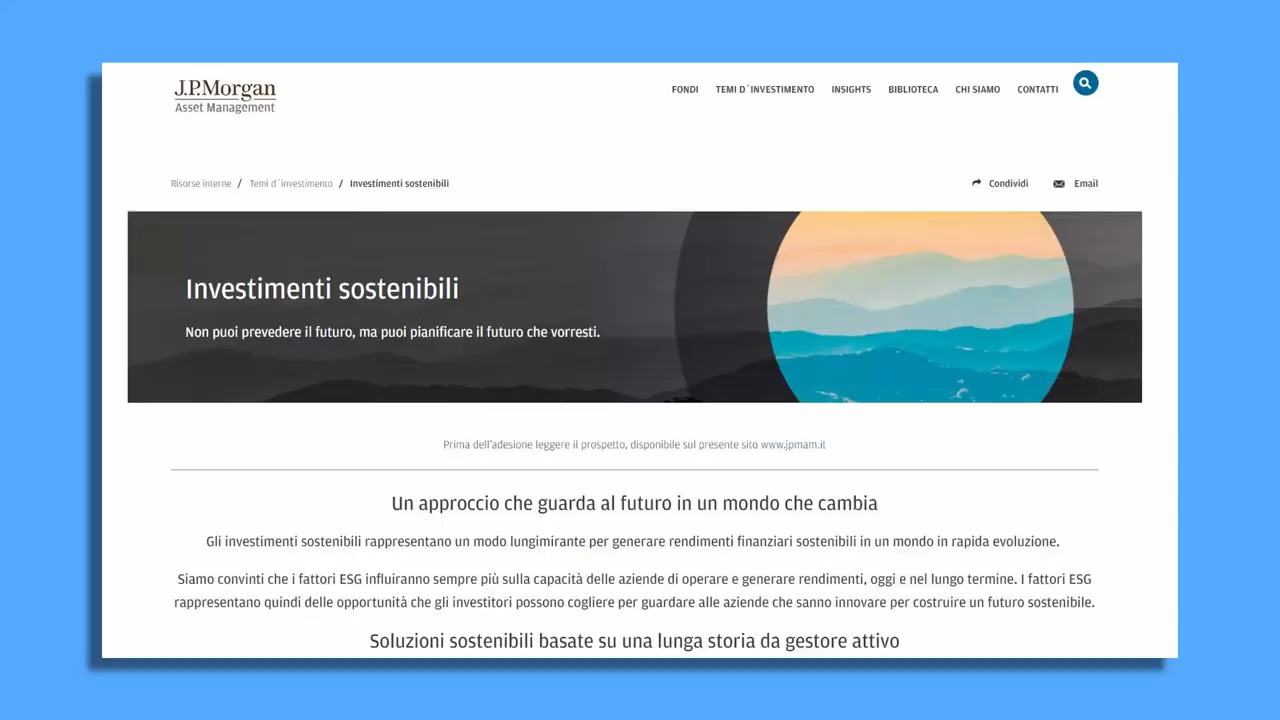 J.P.Morgan
Asset Management
FONDI TEMI D´INVESTIMENTO INSIGHTS BIBLIOTECA CHI SIAMO CONTATTI
Risorse interne / Temi d´investimento / Investimenti sostenibili
Condividi Email
Investimenti sostenibili
Non puoi prevedere il futuro, ma puoi pianificare il futuro che vorresti.
Prima dell'adesione leggere il prospetto, disponibile sul presente sito www.jpmam.it
Un approccio che guarda al futuro in un mondo che cambia
Gli investimenti sostenibili rappresentano un modo lungimirante per generare rendimenti finanziari sostenibili in un mondo in rapida evoluzione.
Siamo convinti che i fattori ESG influiranno sempre più sulla capacità delle aziende di operare e generare rendimenti, oggi e nel lungo termine. I fattori ESG
rappresentano quindi delle opportunità che gli investitori possono cogliere per guardare alle aziende che sanno innovare per costruire un futuro sostenibile.
Soluzioni sostenibili basate su una lunga storia da gestore attivo